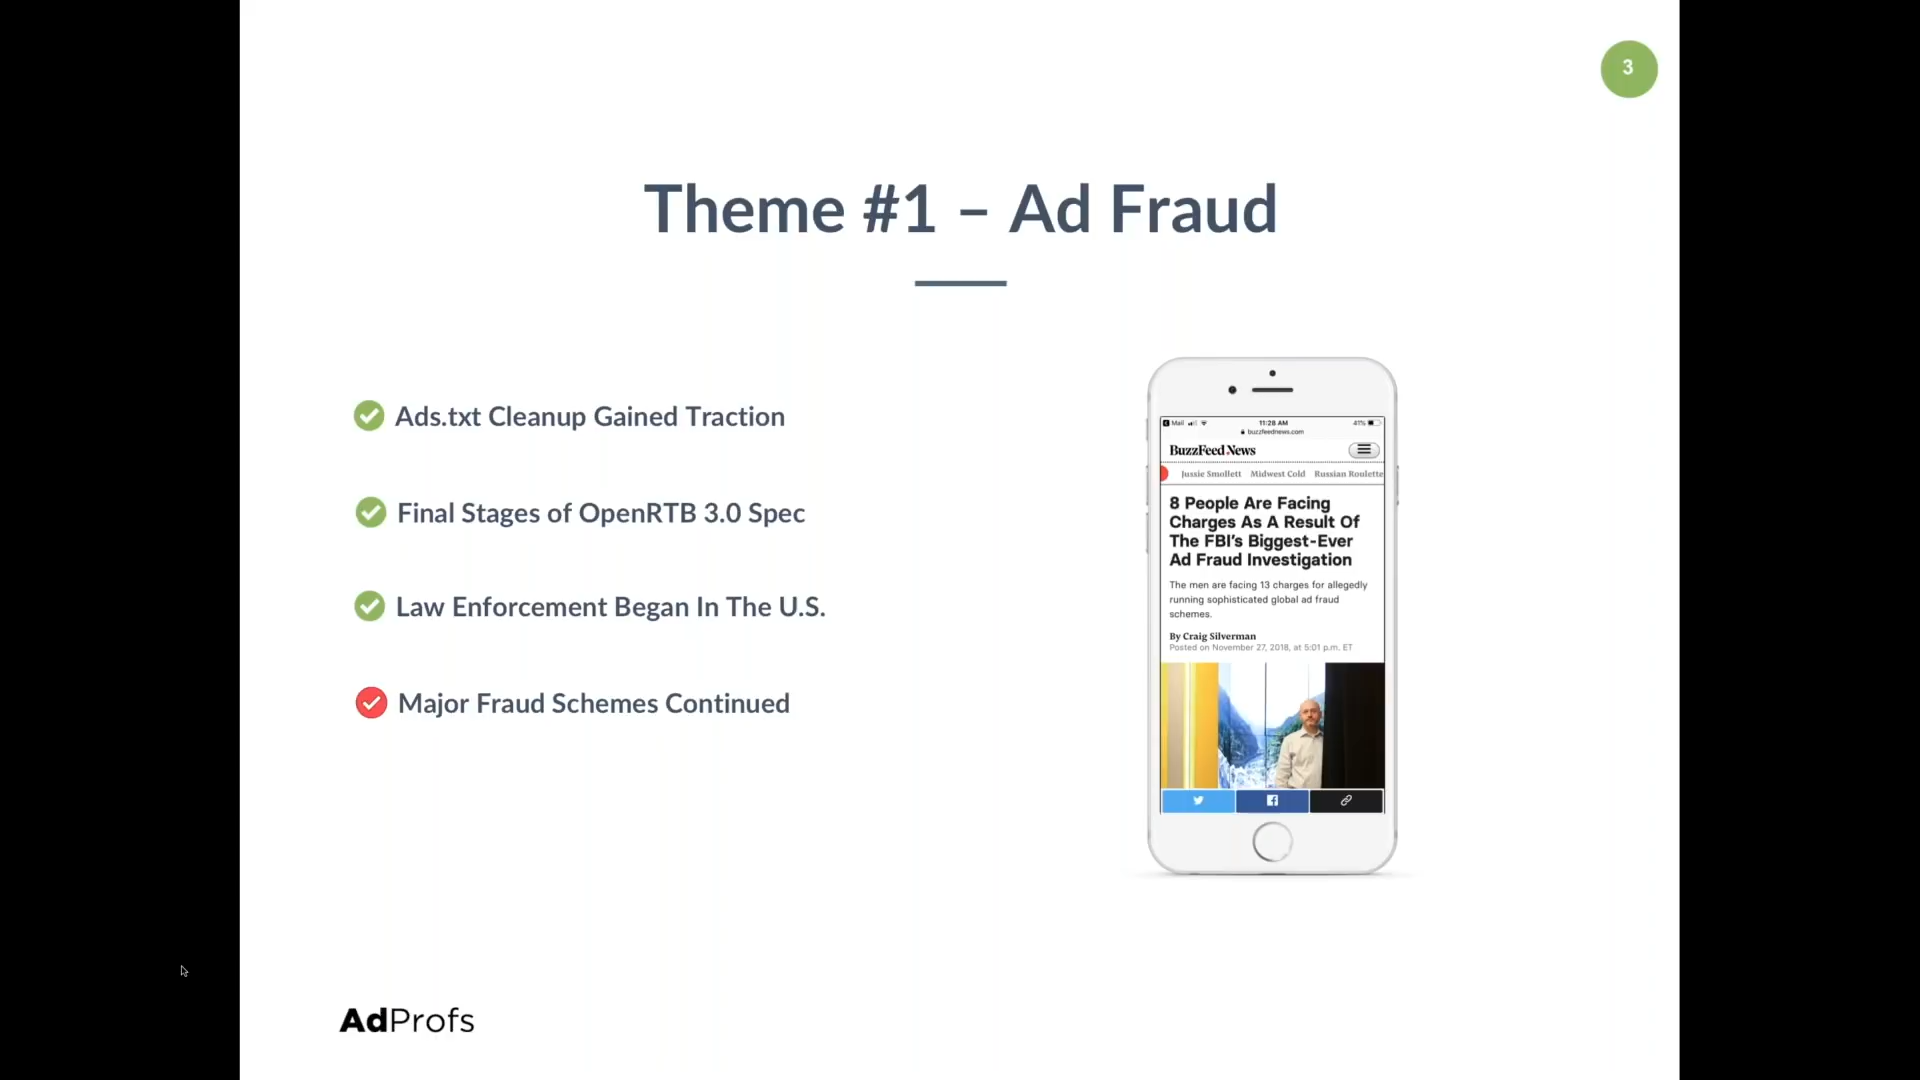 3
Theme #1 – Ad Fraud
Ads.txt Cleanup Gained Traction
Final Stages of OpenRTB 3.0 Spec
Law Enforcement Began In The U.S.
Major Fraud Schemes Continued
Mail 11:28 AM 41%
buzzfeednews.com
BuzzFeed News
Jussie Smollett Midwest Cold Russian Roulette
8 People Are Facing
Charges As A Result Of
The FBI's Biggest-Ever
Ad Fraud Investigation
The men are facing 13 charges for allegedly
running sophisticated global ad fraud
schemes.
By Craig Silverman
Posted on November 27, 2018, at 5:01 p.m. ET
AdProfs